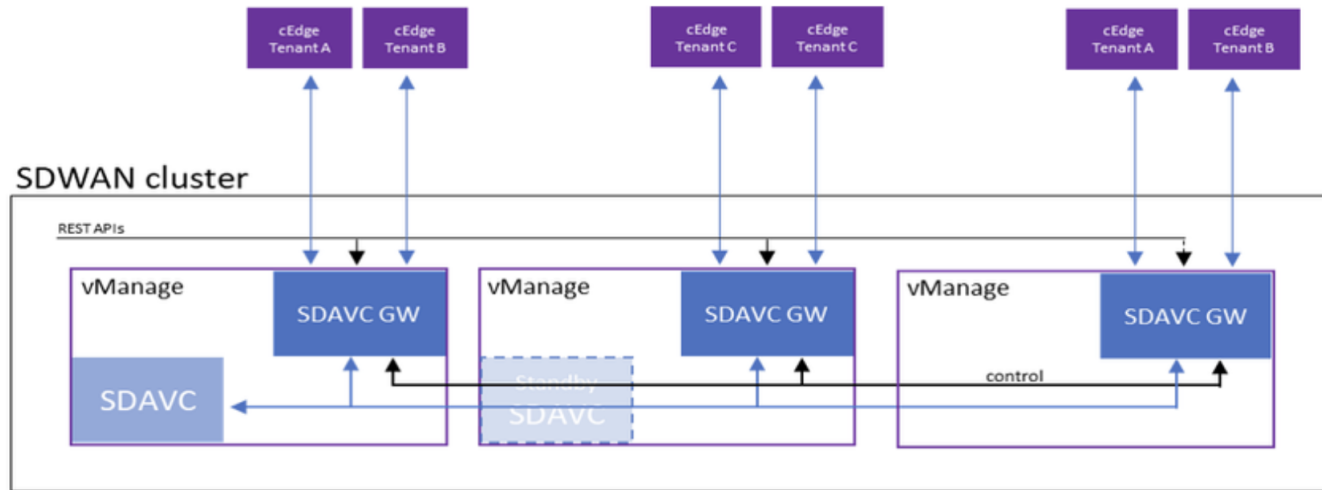 cEdge
Tenant A
cEdge
Tenant B
cEdge
Tenant C
cEdge
Tenant C
cEdge
Tenant A
cEdge
Tenant B
SDWAN cluster
REST APIs
vManage
SDAVC GW
vManage
SDAVC GW
vManage
SDAVC GW
SDAVC
Standby
SDAVC
control